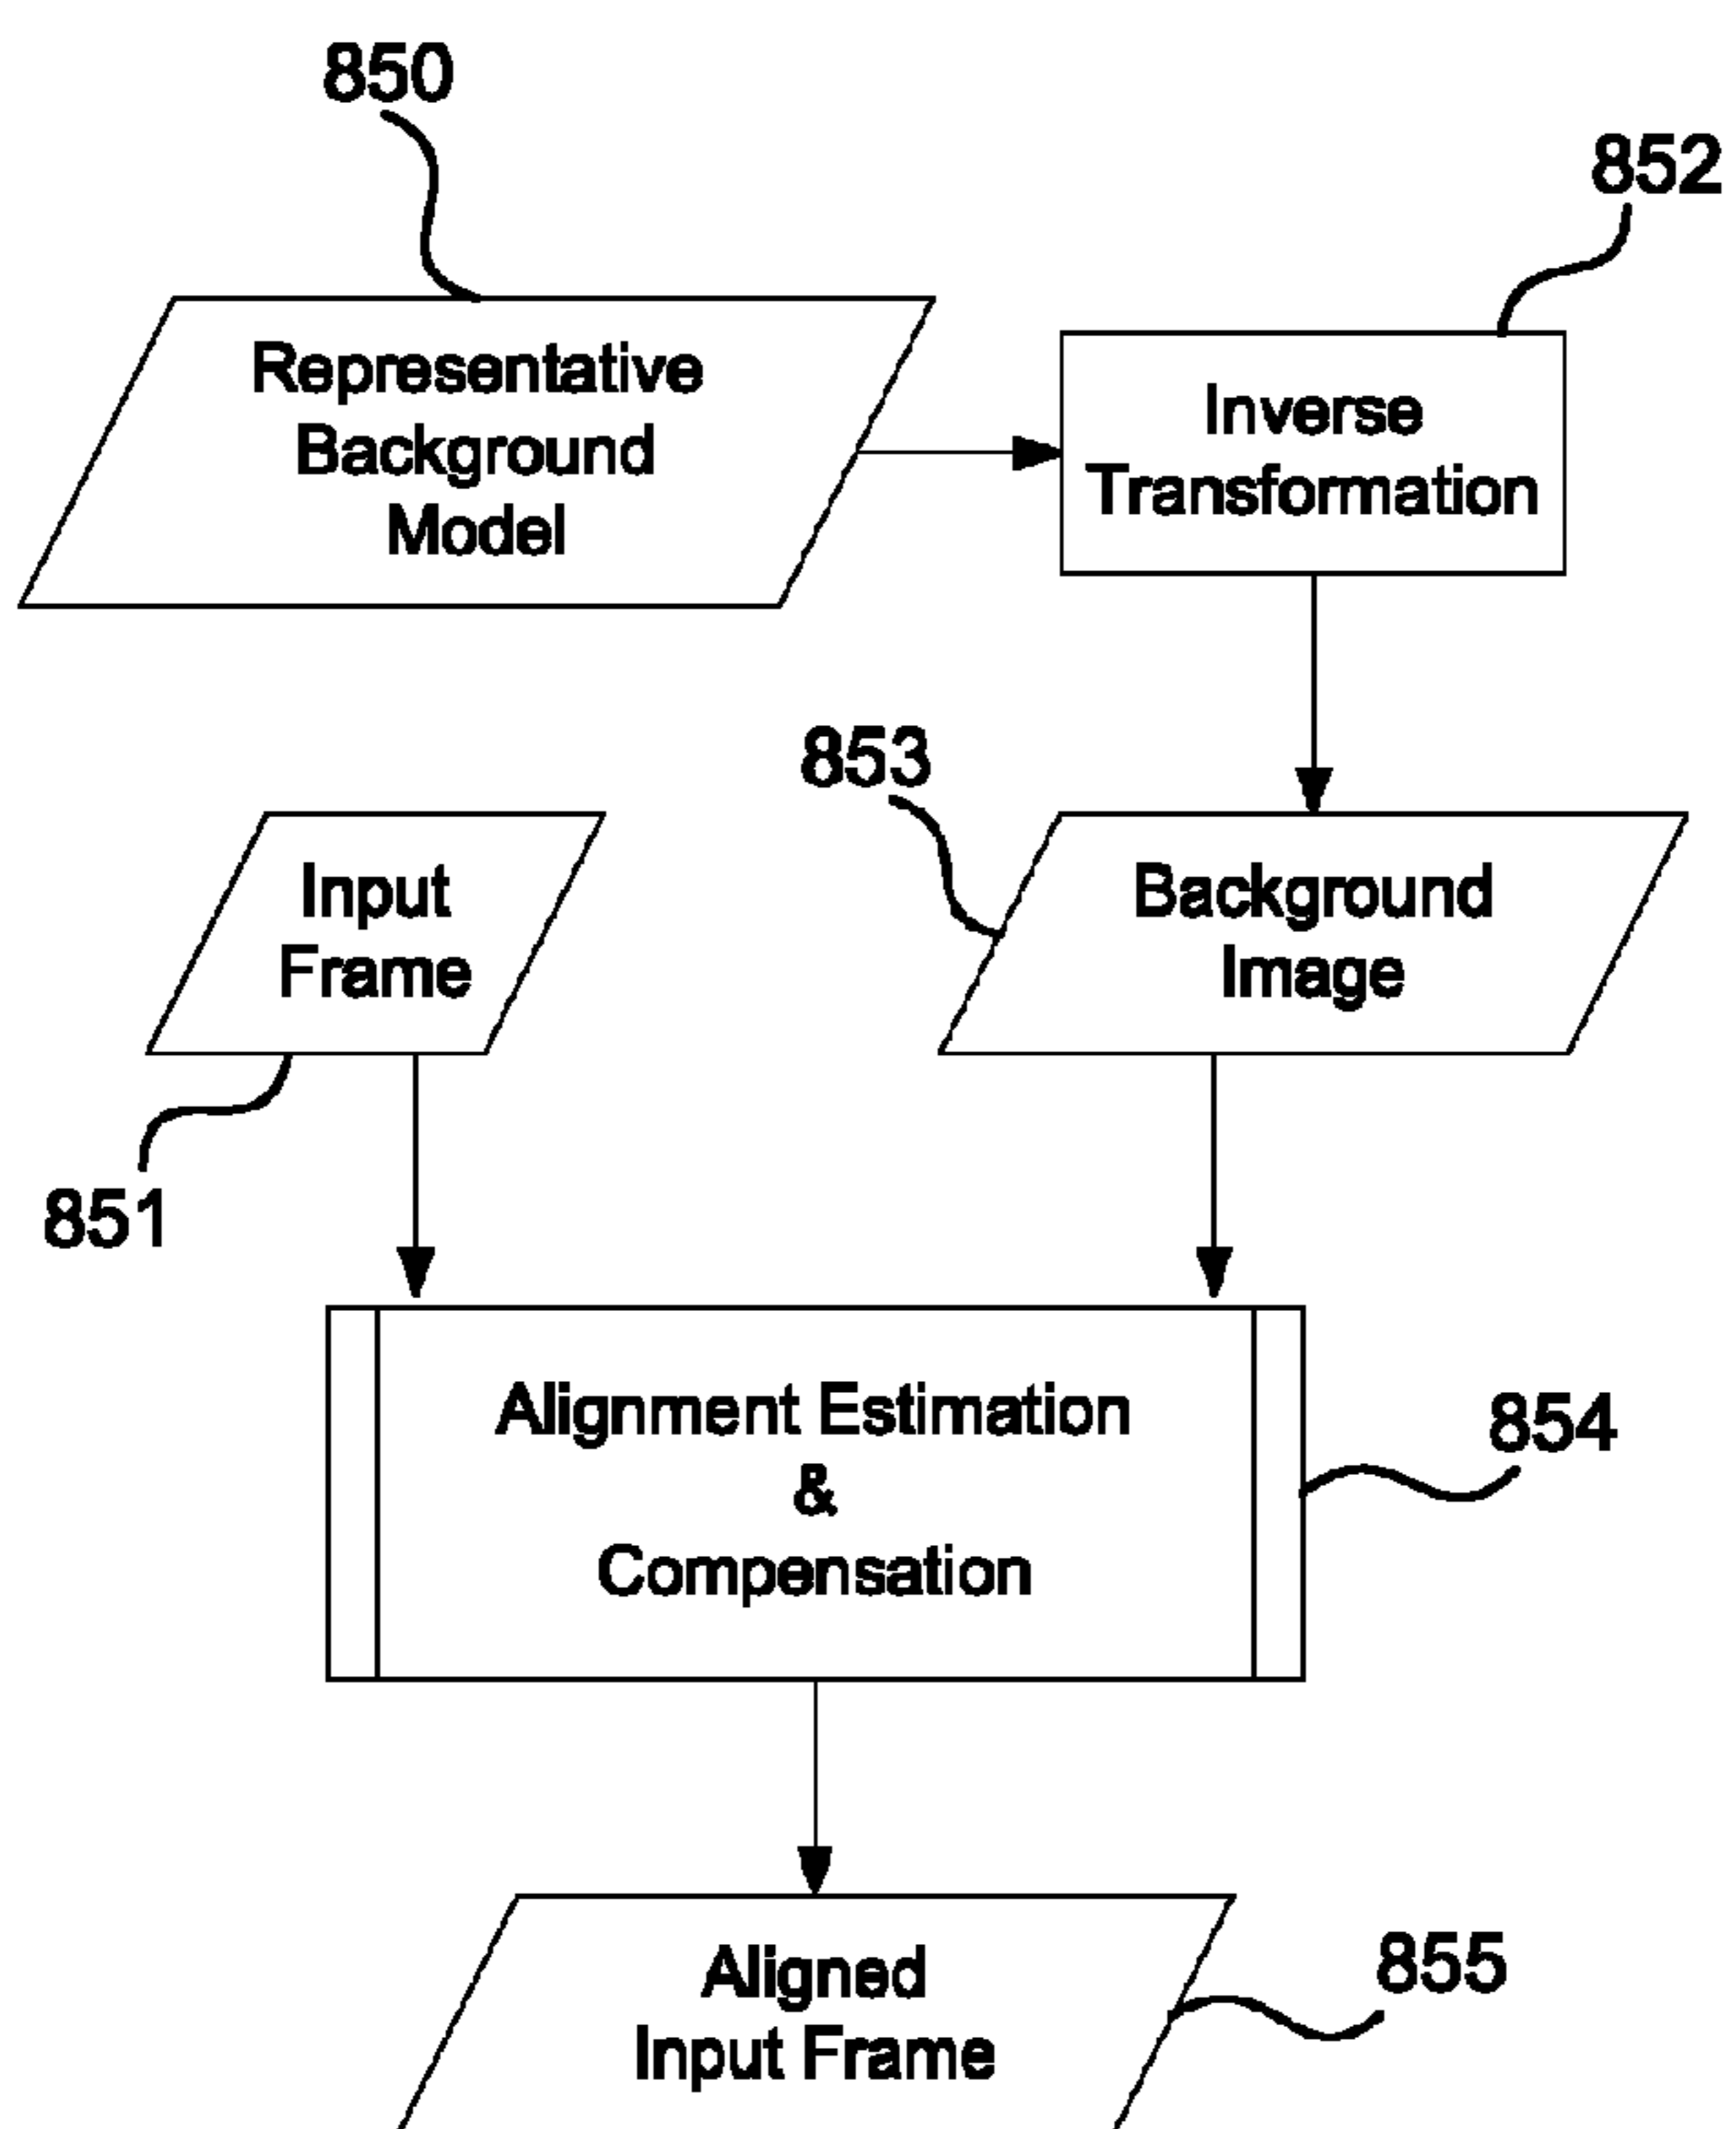 850
852
Representative
Background
Model
Inverse
Transformation
853
Input
Frame
Background
Image
851
Alignment Estimation
&
Compensation
854
Aligned
Input Frame
855